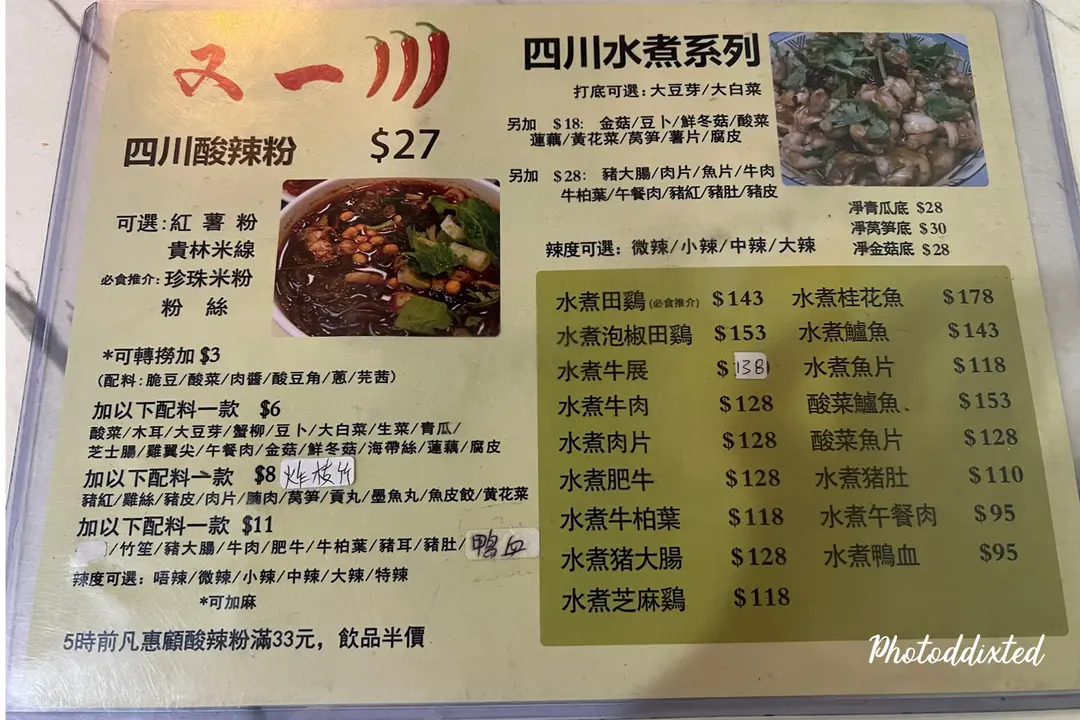 又一川
四川酸辣粉 $27
可選:紅薯粉
貴林米線
必食推介:珍珠米粉
粉絲
*可轉撈加 $3
(配料:脆豆/酸菜/肉醬/酸豆角/蔥/芫茜)
加以下配料一款 $6
酸菜/木耳/大豆芽/蟹柳/豆卜/大白菜/生菜/青瓜/
芝士腸/雞翼尖/午餐肉/金菇/鮮冬菇/海帶絲/蓮藕/腐皮
加以下配料一款 $8 炸枝竹
豬紅/雞絲/豬皮/肉片/腩肉/萵筍/貢丸/墨魚丸/魚皮餃/黃花菜
加以下配料一款 $11
/竹笙/豬大腸/牛肉/肥牛/牛柏葉/豬耳/豬肚/鴨血
辣度可選: 唔辣/微辣/小辣/中辣/大辣/特辣
*可加麻
5時前凡惠顧酸辣粉滿33元，飲品半價
四川水煮系列
打底可選:大豆芽/大白菜
另加 $18: 金菇/豆卜/鮮冬菇/酸菜
蓮藕/黃花菜/萵筍/薯片/腐皮
另加 $28: 豬大腸/肉片/魚片/牛肉
牛柏葉/午餐肉/豬紅/豬肚/豬皮
淨青瓜底 $28
淨萵筍底 $30
淨金菇底 $28
辣度可選: 微辣/小辣/中辣/大辣
水煮田鷄(必食推介) $143 水煮桂花魚 $178
水煮泡椒田鷄 $153 水煮鱸魚 $143
水煮牛展 $138 水煮魚片 $118
水煮牛肉 $128 酸菜鱸魚 $153
水煮肉片 $128 酸菜魚片 $128
水煮肥牛 $128 水煮猪肚 $110
水煮牛柏葉 $118 水煮午餐肉 $95
水煮猪大腸 $128 水煮鴨血 $95
水煮芝麻鷄 $118
Photoddixted